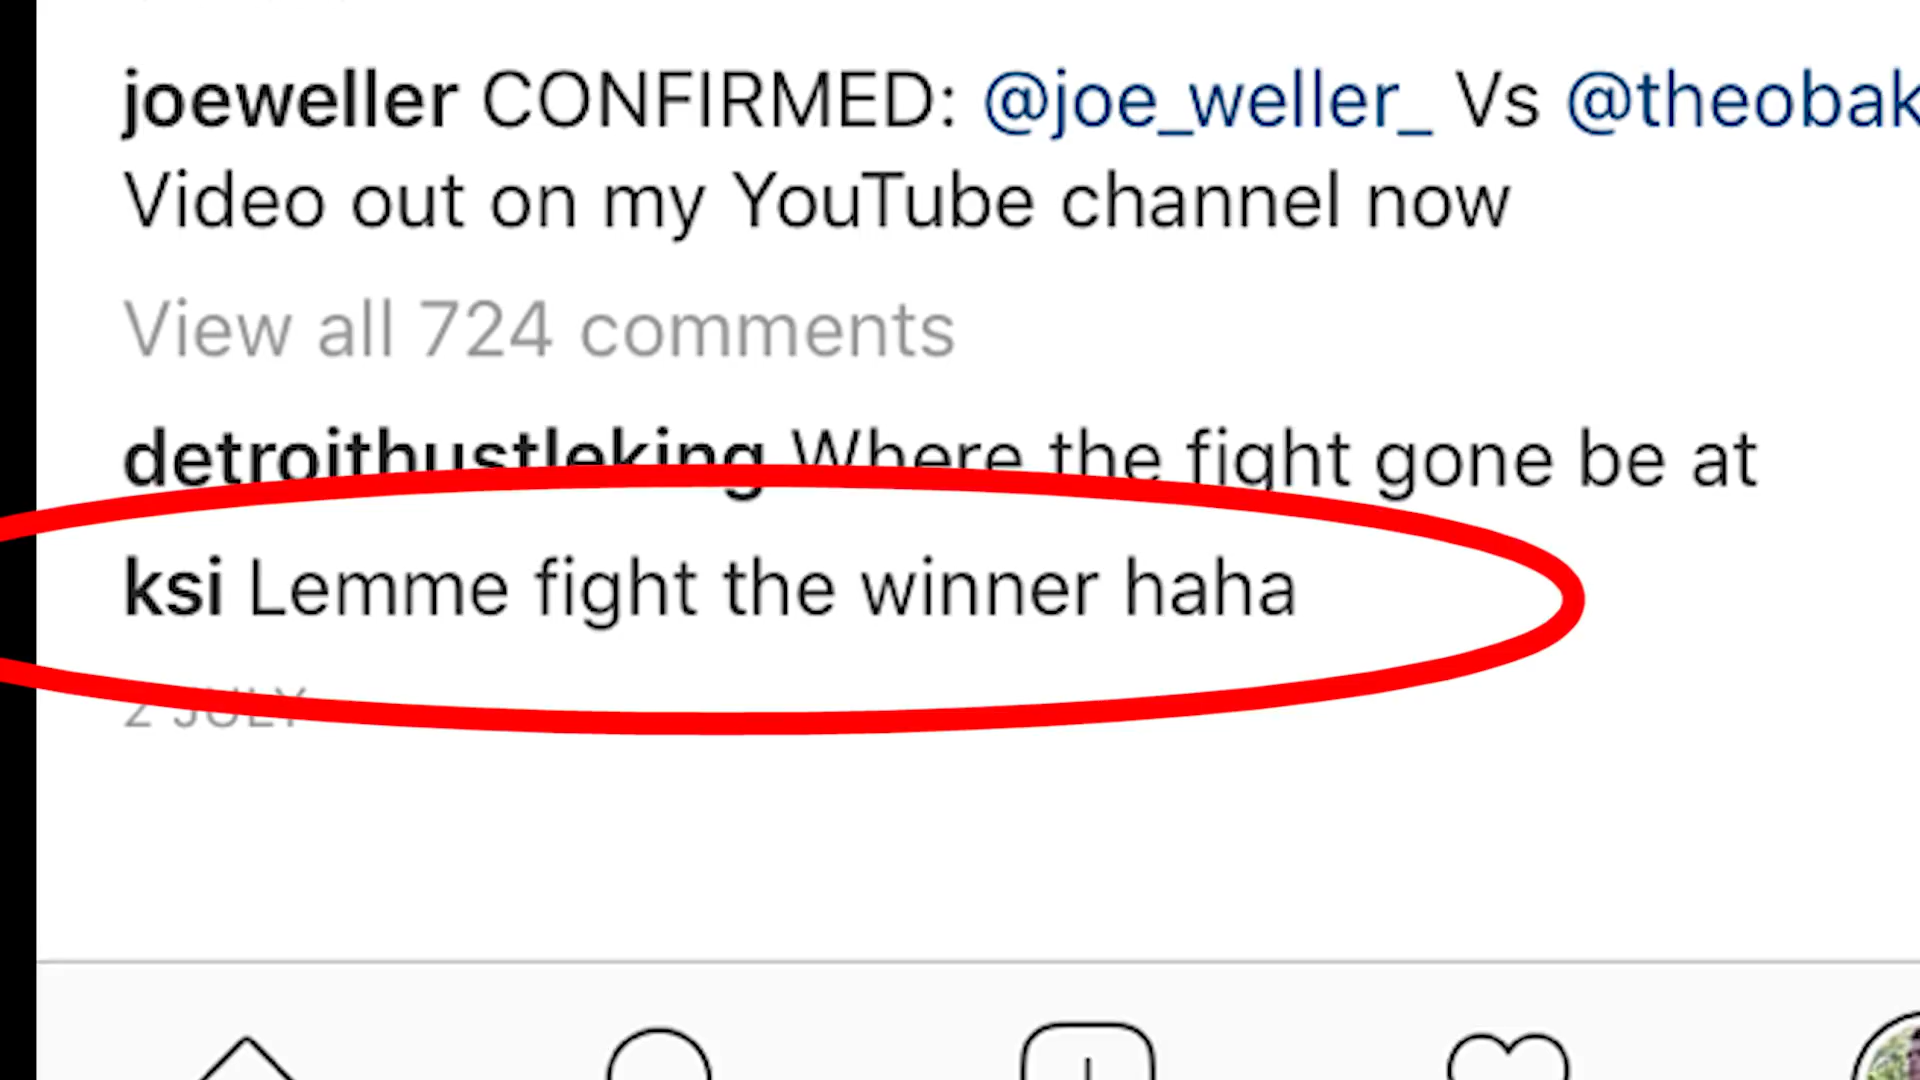 joeweller CONFIRMED: @joe_weller_ Vs @theobak
Video out on my YouTube channel now
View all 724 comments
detroithustleking Where the fight gone be at
ksi Lemme fight the winner haha
2 JULY